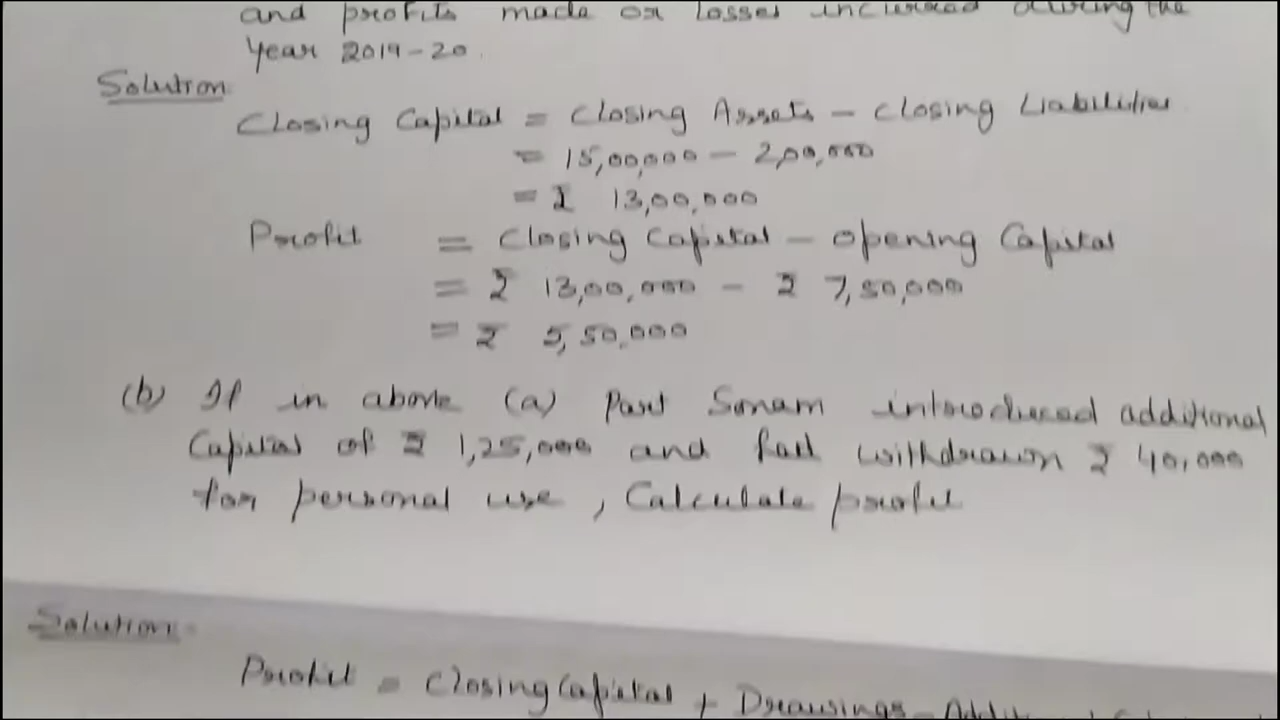 and profits made or losses incurred during the
Year 2019-20.
Solution
Closing Capital = Closing Assets - Closing Liabilities
= 15,00,000 - 2,00,000
= ₹ 13,00,000
Profit = Closing Capital - opening Capital
= ₹ 13,00,000 - ₹ 7,50,000
= ₹ 5,50,000
(b) If in above (a) Part Sonam introduced additional
Capital of ₹ 1,25,000 and had withdrawn ₹ 40,000
for personal use, Calculate profit
Solution
Profit = Closing Capital + Drawings -